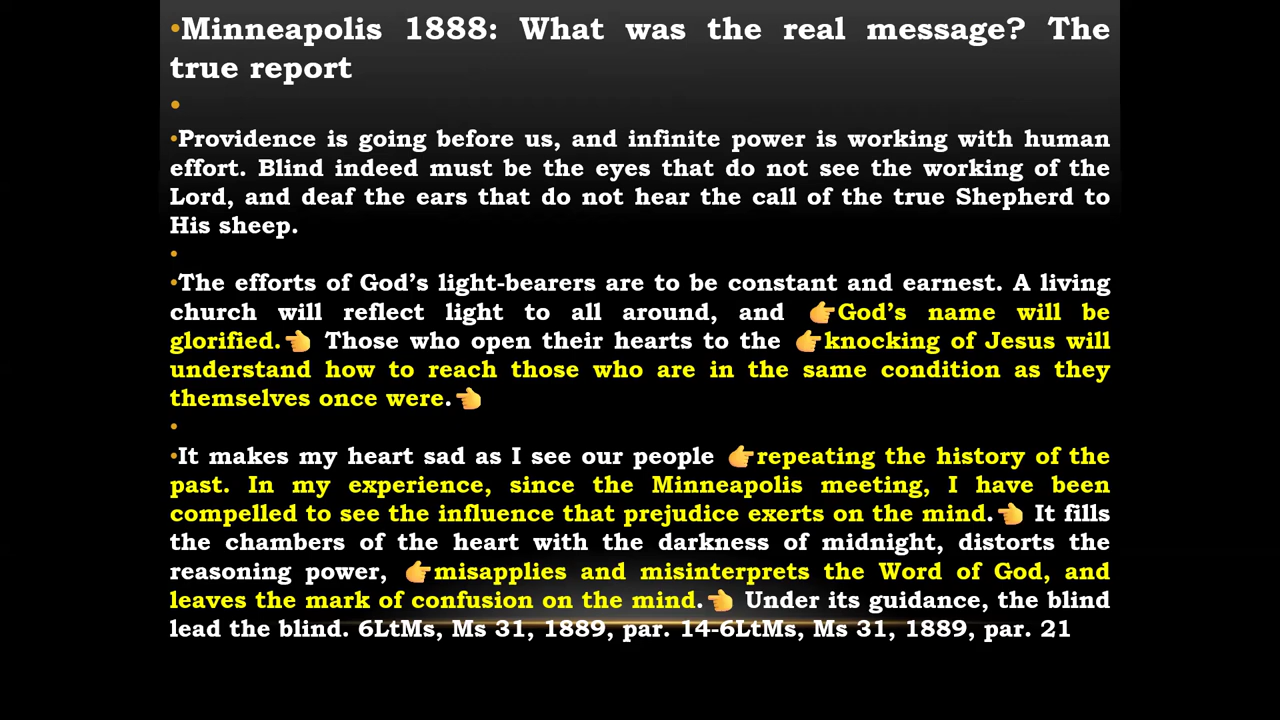 •Minneapolis 1888: What was the real message? The
true report
•
•Providence is going before us, and infinite power is working with human
effort. Blind indeed must be the eyes that do not see the working of the
Lord, and deaf the ears that do not hear the call of the true Shepherd to
His sheep.
•
•The efforts of God’s light-bearers are to be constant and earnest. A living
church will reflect light to all around, and 👉God’s name will be
glorified.👈 Those who open their hearts to the 👉knocking of Jesus will
understand how to reach those who are in the same condition as they
themselves once were.👈
•
•It makes my heart sad as I see our people 👉repeating the history of the
past. In my experience, since the Minneapolis meeting, I have been
compelled to see the influence that prejudice exerts on the mind.👈 It fills
the chambers of the heart with the darkness of midnight, distorts the
reasoning power, 👉misapplies and misinterprets the Word of God, and
leaves the mark of confusion on the mind.👈 Under its guidance, the blind
lead the blind. 6LtMs, Ms 31, 1889, par. 14-6LtMs, Ms 31, 1889, par. 21